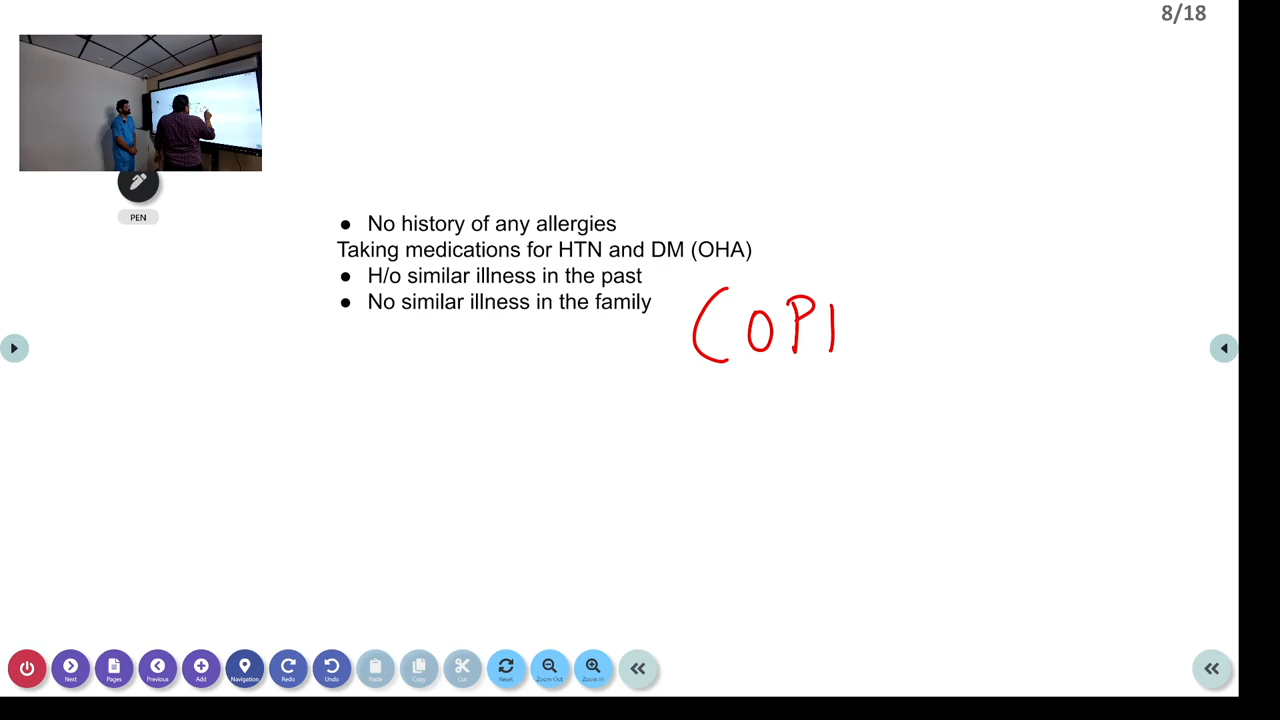 8/18
PEN
● No history of any allergies
Taking medications for HTN and DM (OHA)
● H/o similar illness in the past
● No similar illness in the family
COPI
Next Pages Previous Add Navigation Redo Undo Paste Copy Cut Reset Zoom Out Zoom In